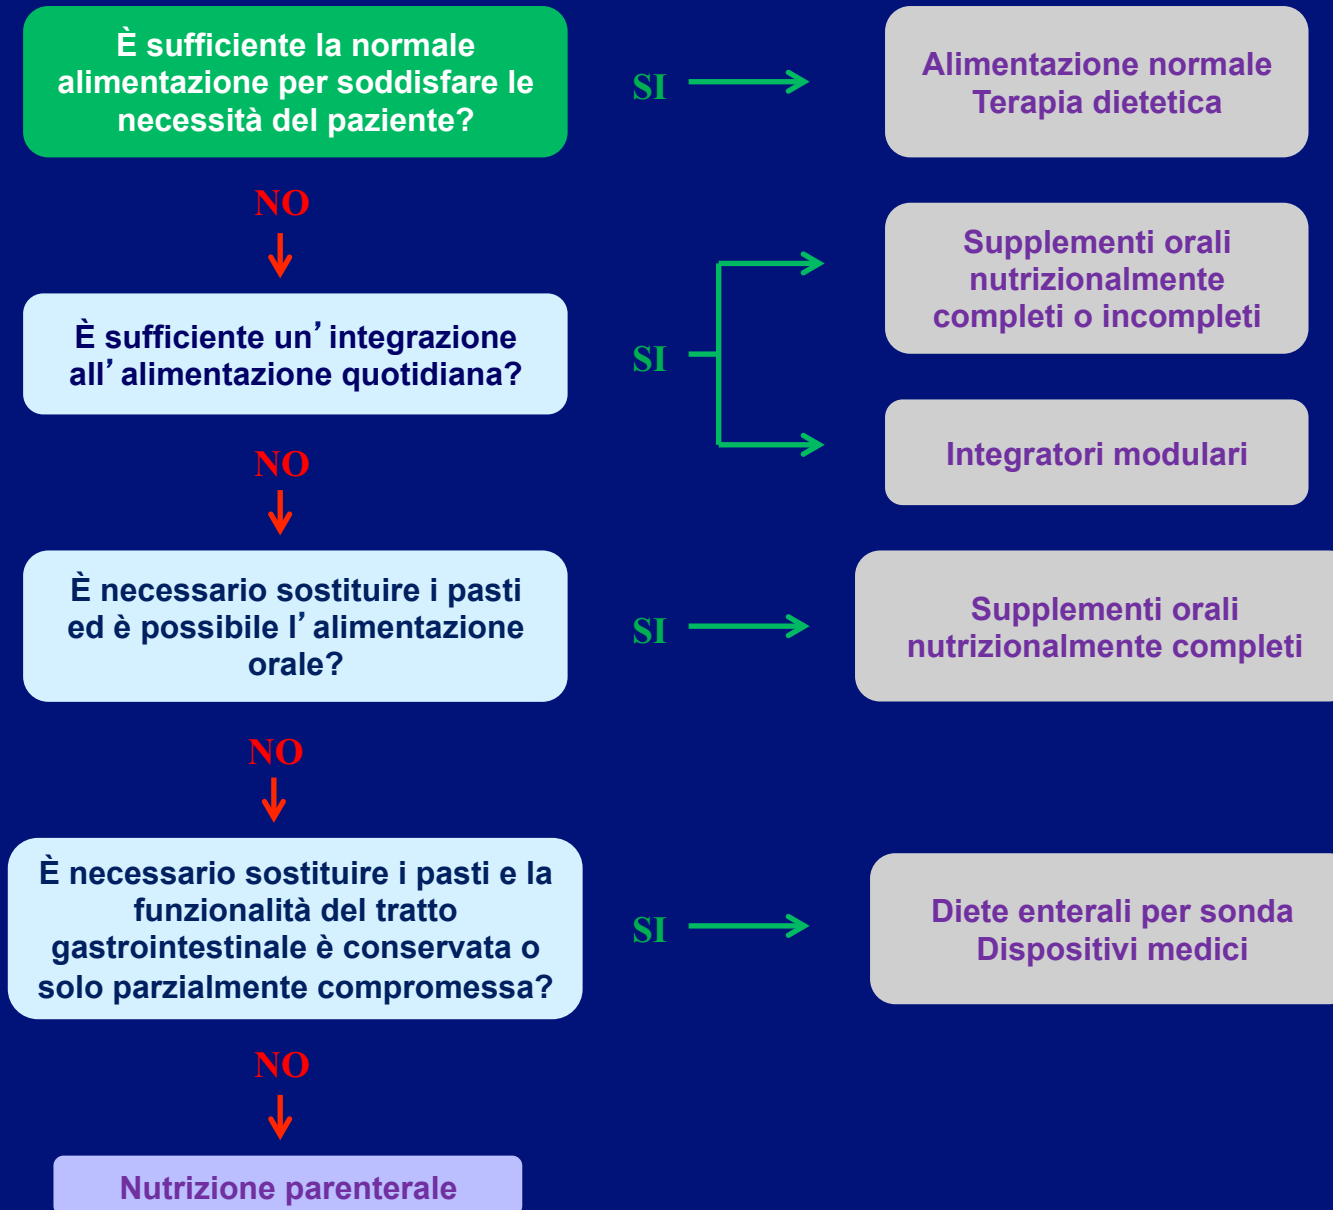 È sufficiente la normale
alimentazione per soddisfare le
necessità del paziente?
SI
Alimentazione normale
Terapia dietetica
NO
È sufficiente un’integrazione
all’alimentazione quotidiana?
SI
Supplementi orali
nutrizionalmente
completi o incompleti
Integratori modulari
NO
È necessario sostituire i pasti
ed è possibile l’alimentazione
orale?
SI
Supplementi orali
nutrizionalmente completi
NO
È necessario sostituire i pasti e la
funzionalità del tratto
gastrointestinale è conservata o
solo parzialmente compromessa?
SI
Diete enterali per sonda
Dispositivi medici
NO
Nutrizione parenterale